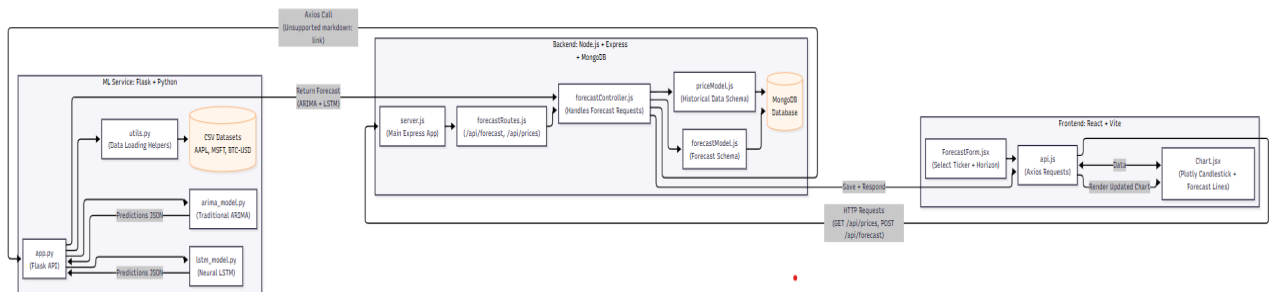 Axios Call
(Unsupported markdown:
link)
Backend: Node.js + Express
+ MongoDB
ML Service: Flask + Python
Return Forecast
(ARIMA + LSTM)
utils.py
(Data Loading Helpers)
CSV Datasets
AAPL, MSFT, BTC-USD
arima_model.py
(Traditional ARIMA)
Predictions JSON
app.py
(Flask API)
lstm_model.py
(Neural LSTM)
Predictions JSON
server.js
(Main Express App)
forecastRoutes.js
(/api/forecast, /api/prices)
forecastController.js
(Handles Forecast Requests)
priceModel.js
(Historical Data Schema)
forecastModel.js
(Forecast Schema)
MongoDB
Database
Save + Respond
HTTP Requests
(GET /api/prices, POST
/api/forecast)
Frontend: React + Vite
ForecastForm.jsx
(Select Ticker + Horizon)
api.js
(Axios Requests)
Data
Render Updated Chart
Chart.jsx
(Plotly Candlestick +
Forecast Lines)